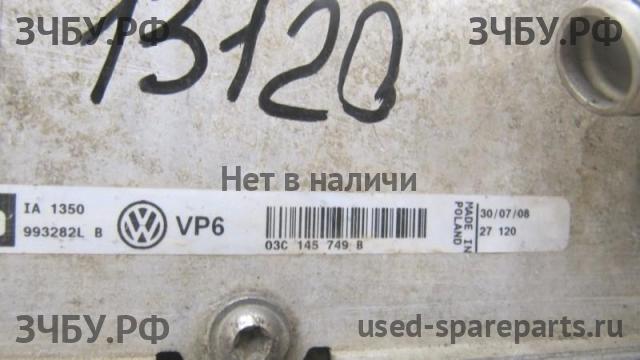 ЗЧБУ.РФ
ЗЧБУ.РФ
13120
Нет в наличи
IA 1350
993282L B
VP6
03C 145 749 B
MADE IN
POLAND
30/07/08
27 120
ЗЧБУ.РФ
used-spareparts.ru